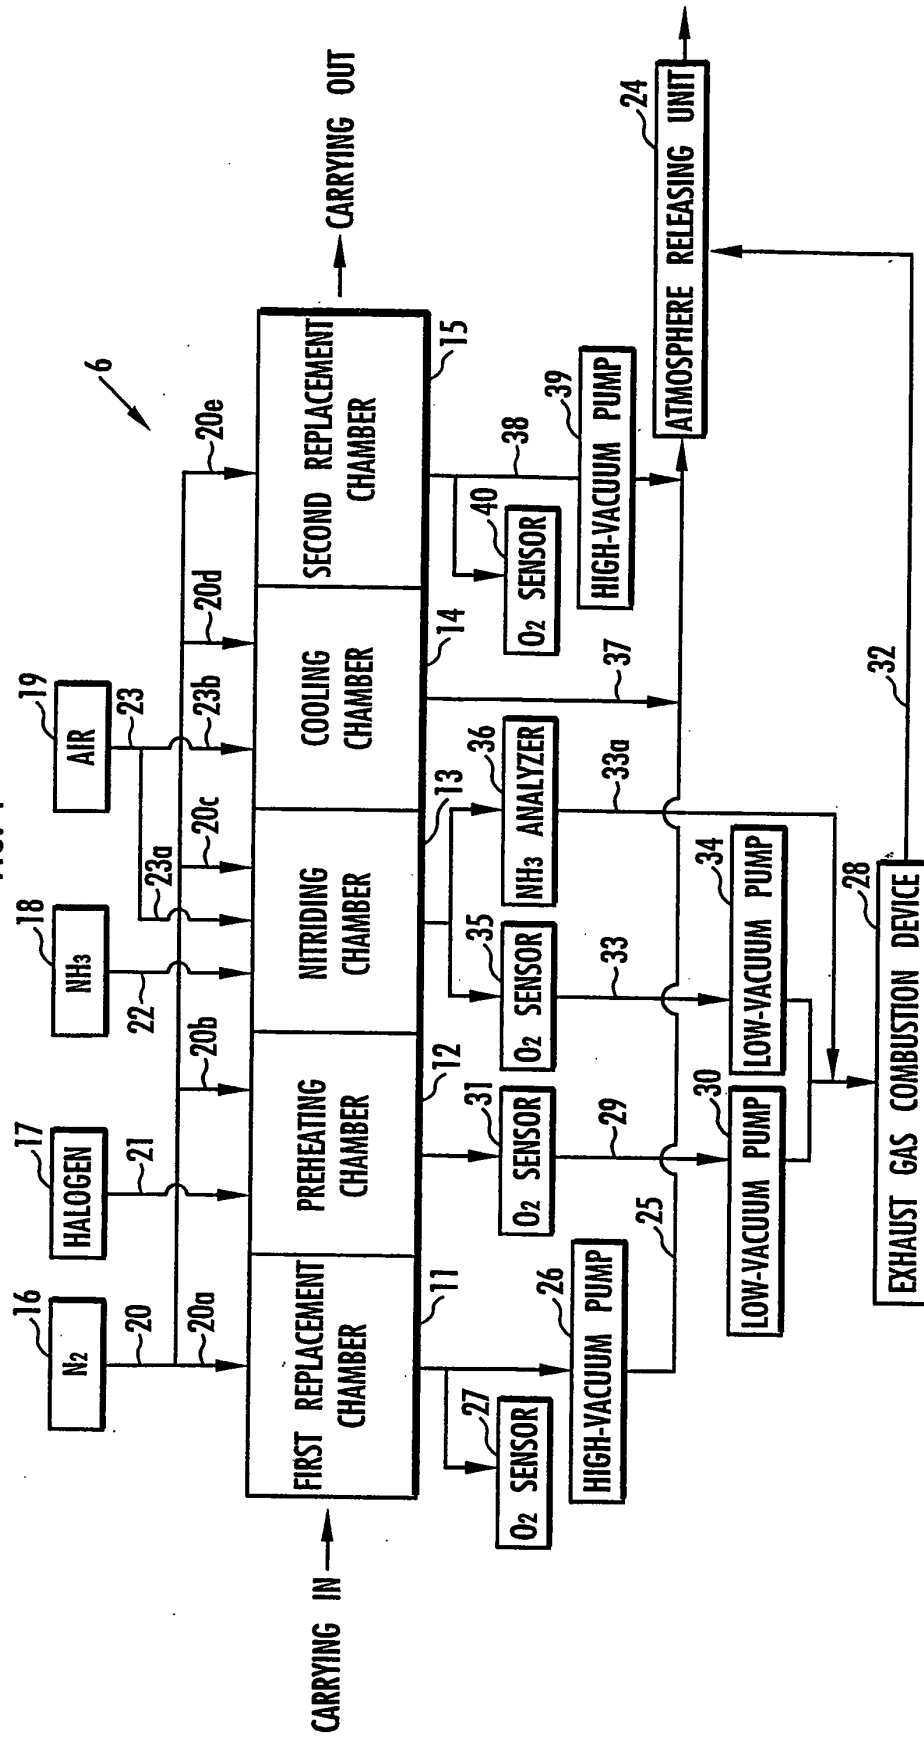 6
16
17
18
19
N2
HALOGEN
NH3
AIR
20
21
22
23
23a
20a
20b
20c
23b
20d
20e
CARRYING IN
FIRST REPLACEMENT
CHAMBER
PREHEATING
CHAMBER
NITRIDING
CHAMBER
COOLING
CHAMBER
SECOND REPLACEMENT
CHAMBER
CARRYING OUT
11
12
13
14
15
27
O2 SENSOR
31
O2 SENSOR
35
O2 SENSOR
36
NH3 ANALYZER
40
O2 SENSOR
38
26
HIGH-VACUUM PUMP
29
33
33a
37
39
HIGH-VACUUM PUMP
25
24
ATMOSPHERE RELEASING UNIT
30
LOW-VACUUM PUMP
34
LOW-VACUUM PUMP
28
EXHAUST GAS COMBUSTION DEVICE
32